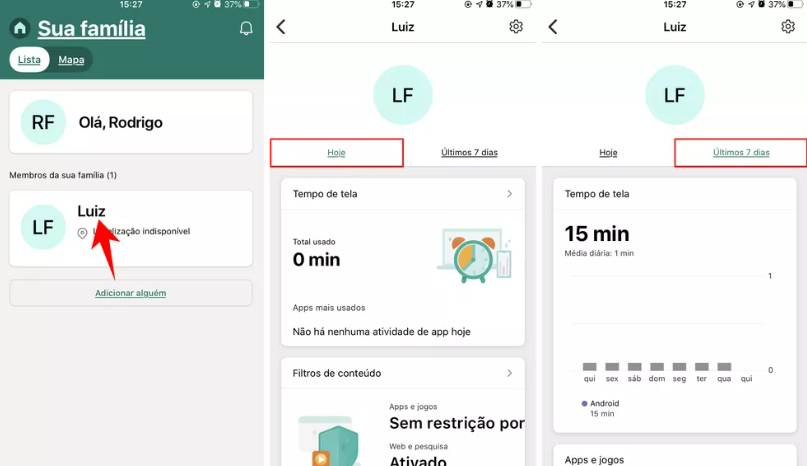 15:27
37%
Sua família
Lista
Mapa
RF
Olá, Rodrigo
Membros da sua família (1)
LF
Luiz
indisponível
Adicionar alguém
15:27
37%
Luiz
LF
Hoje
Últimos 7 dias
Tempo de tela
Total usado
0 min
Apps mais usados
Não há nenhuma atividade de app hoje
Filtros de conteúdo
Apps e jogos
Sem restrição por
Web e pesquisa
Ativado
15:27
37%
Luiz
LF
Hoje
Últimos 7 dias
Tempo de tela
15 min
Média diária: 1 min
1
0
qui sex sáb dom seg ter qua qui
Android
15 min
Apps e jogos